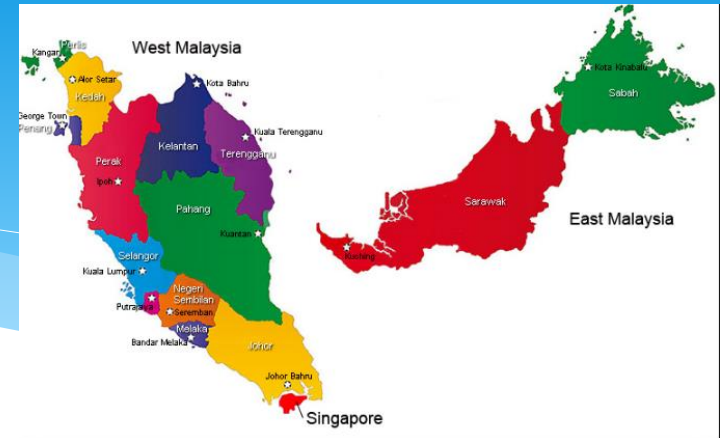 West Malaysia
Perlis
Kangar
Alor Setar
Kedah
George Town
Penang
Kota Bahru
Kuala Terengganu
Kelantan
Terengganu
Perak
Ipoh
Pahang
Kuantan
Selangor
Kuala Lumpur
Negeri
Sembilan
Putrajaya
Seremban
Melaka
Bandar Melaka
Johor
Johor Bahru
Singapore
Kota Kinabalu
Sabah
Sarawak
East Malaysia
Kuching